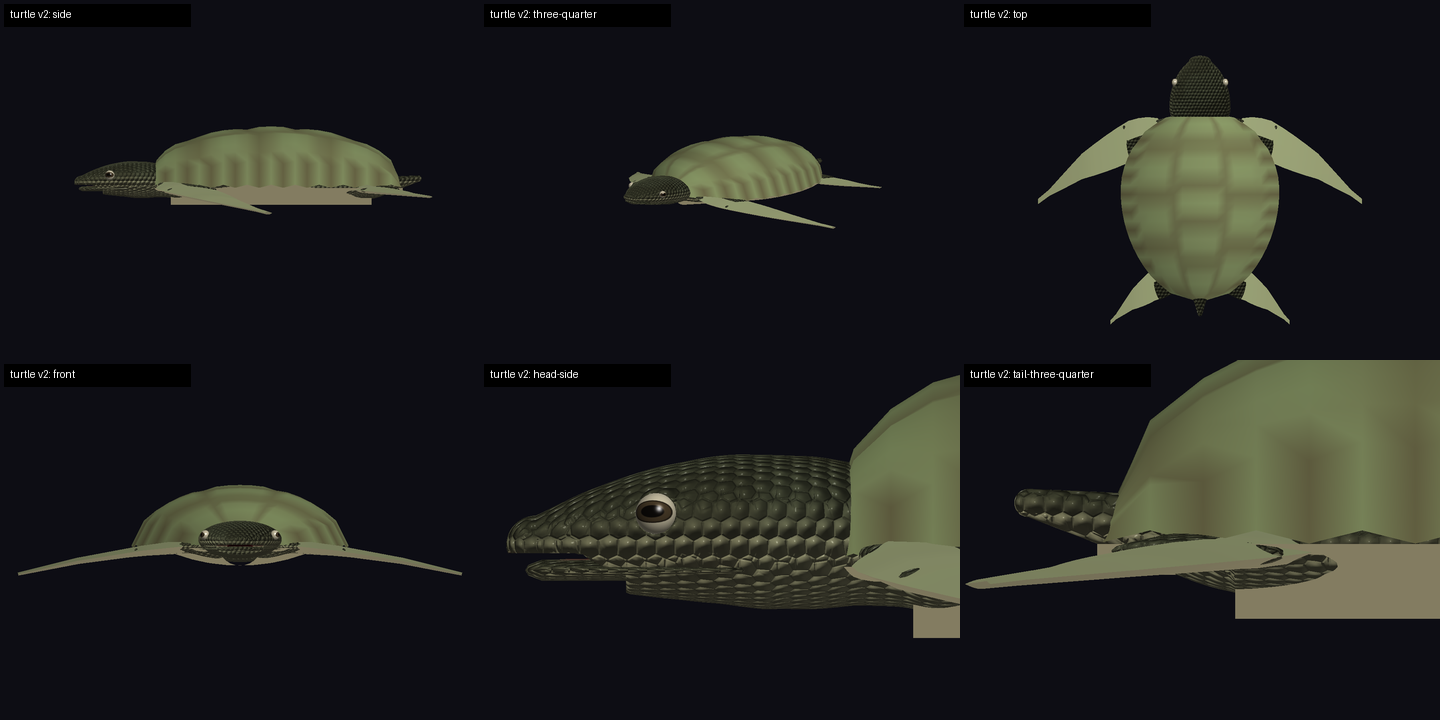 turtle v2: side
turtle v2: three-quarter
turtle v2: top
turtle v2: front
turtle v2: head-side
turtle v2: tail-three-quarter